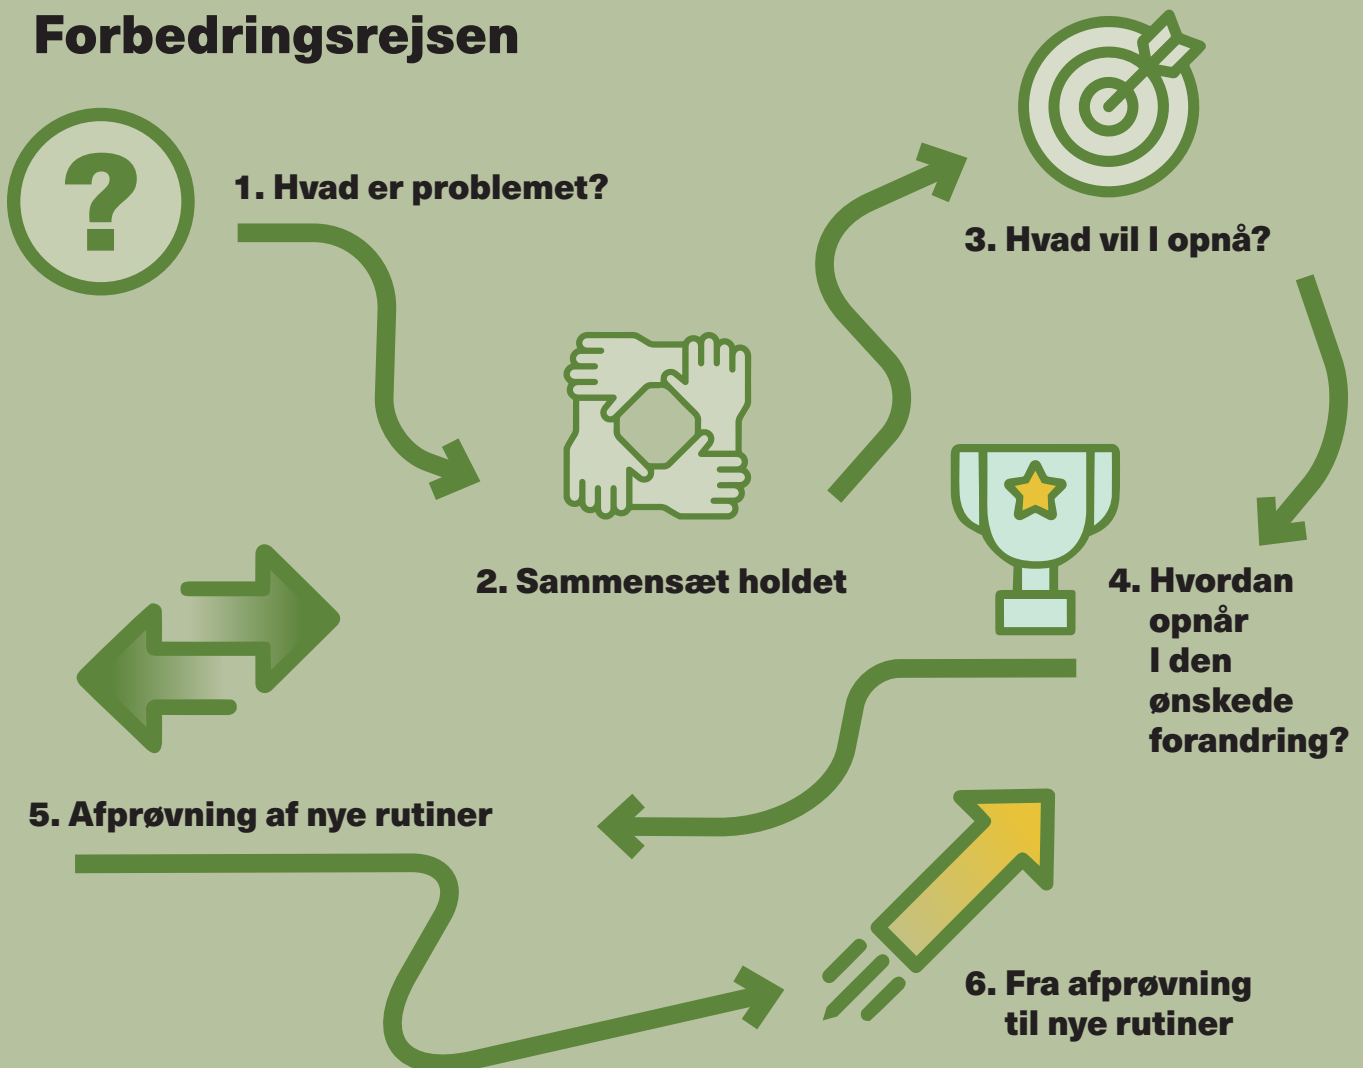 Forbedringsrejsen
?
1. Hvad er problemet?
2. Sammensæt holdet
3. Hvad vil I opnå?
4. Hvordan
opnår
I den
ønskede
forandring?
5. Afprøvning af nye rutiner
6. Fra afprøvning
til nye rutiner